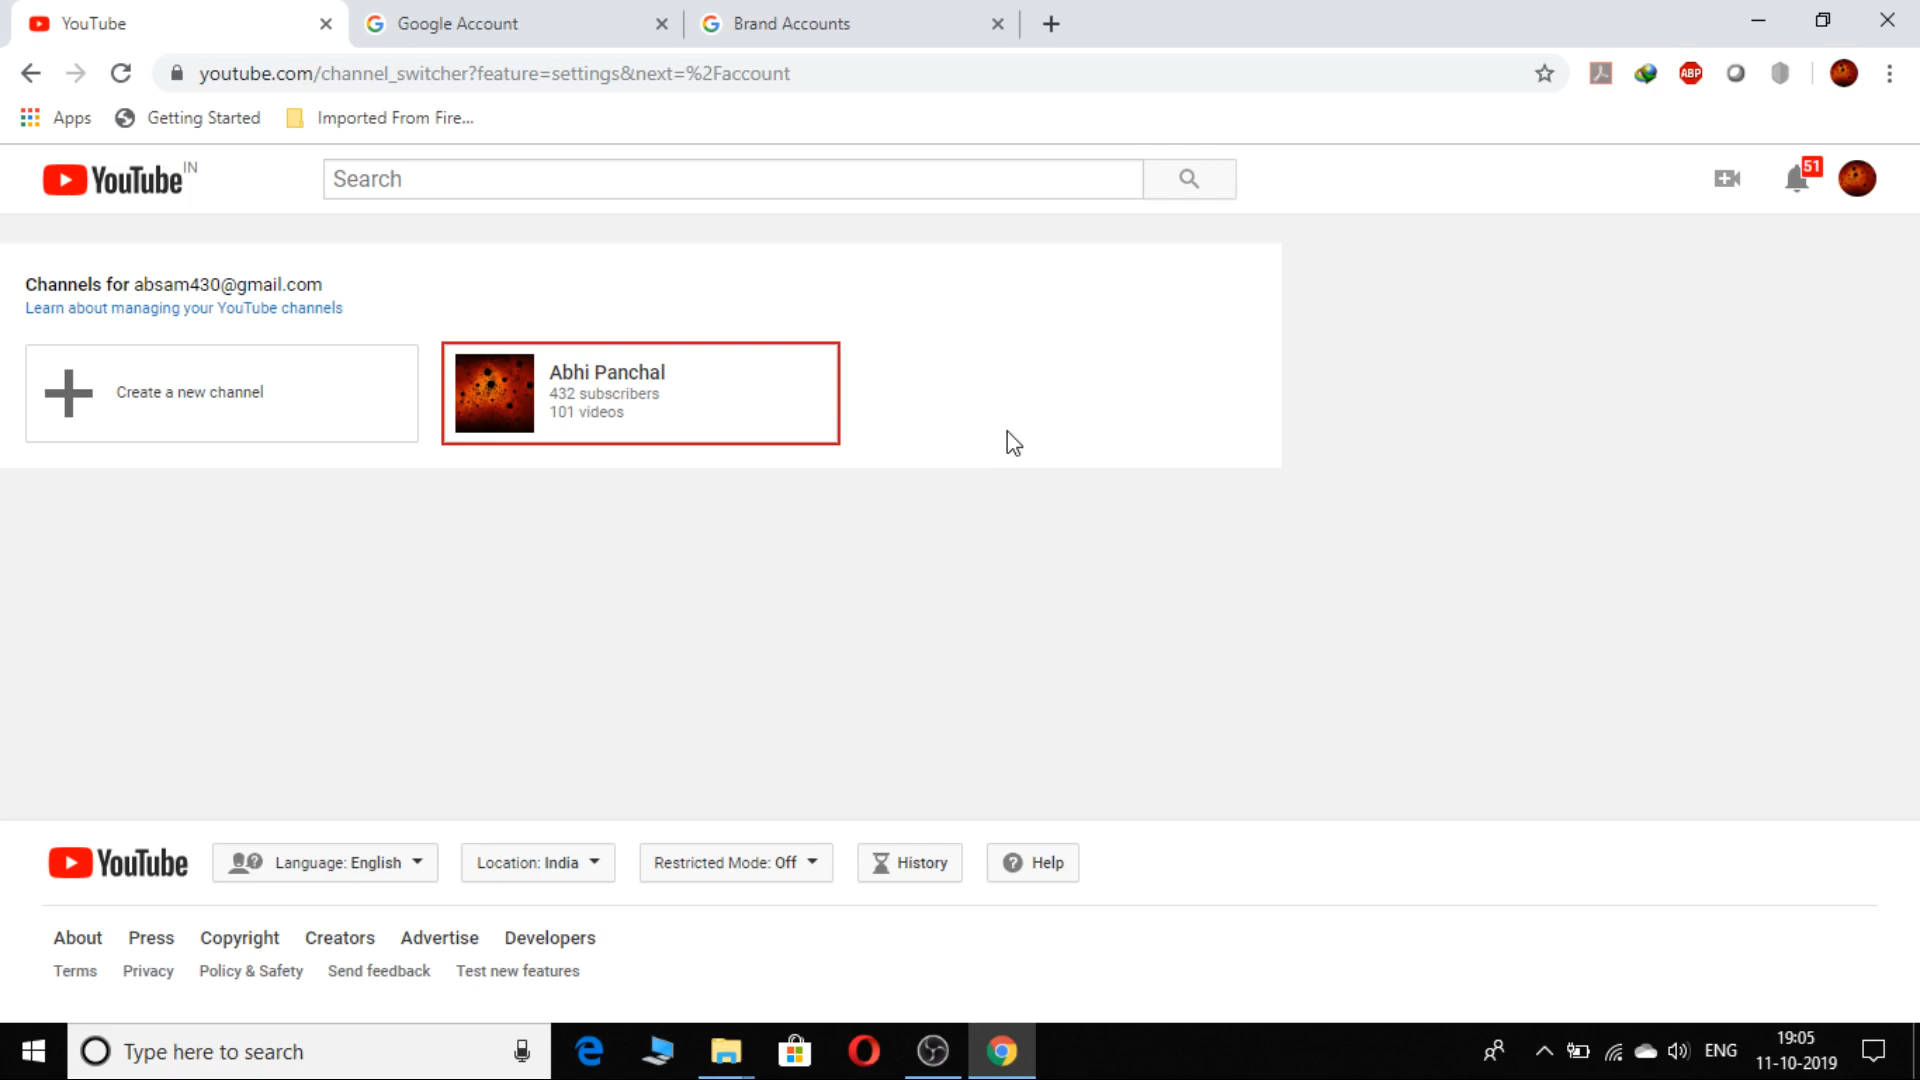 YouTube
Google Account
Brand Accounts
youtube.com/channel_switcher?feature=settings&next=%2Faccount
ABP
Apps
Getting Started
Imported From Fire...
YouTube IN
Search
51
Channels for absam430@gmail.com
Learn about managing your YouTube channels
Create a new channel
Abhi Panchal
432 subscribers
101 videos
YouTube
Language: English
Location: India
Restricted Mode: Off
History
Help
About Press Copyright Creators Advertise Developers
Terms Privacy Policy & Safety Send feedback Test new features
Type here to search
ENG
19:05
11-10-2019